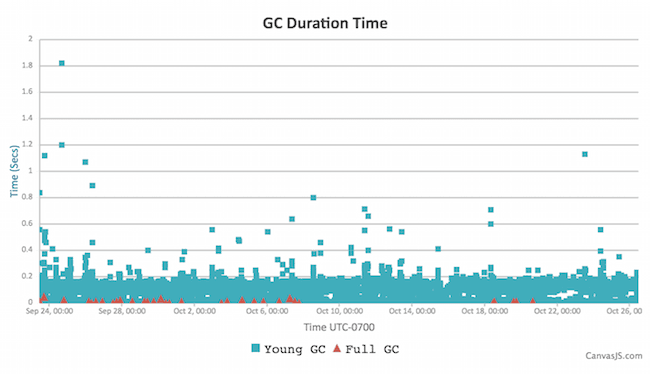 GC Duration Time
2
1.8
1.6
1.4
1.2
1
0.8
0.6
0.4
0.2
0
Time (Secs)
Sep 24, 00:00 Sep 28, 00:00 Oct 2, 00:00 Oct 6, 00:00 Oct 10, 00:00 Oct 14, 00:00 Oct 18, 00:00 Oct 22, 00:00 Oct 26, 00:00
Time UTC-0700
Young GC Full GC
CanvasJS.com